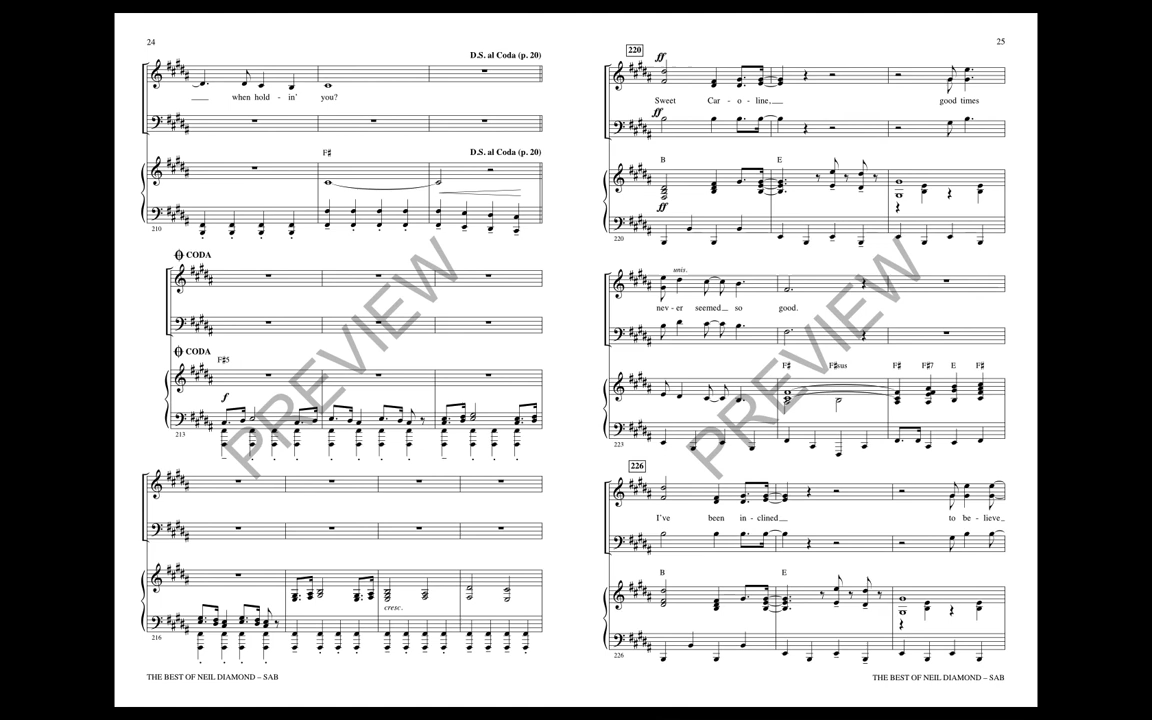 24
D.S. al Coda (p. 20)
when hold - in' you?
F♯
D.S. al Coda (p. 20)
210
CODA
CODA
F♯5
f
213
cresc.
216
THE BEST OF NEIL DIAMOND – SAB
PREVIEW
25
220
ff
Sweet Car - o - line, good times
ff
B E
ff
220
unis.
nev - er seemed so good.
F♯ F♯sus F♯ F♯7 E F♯
223
226
I've been in - clined to be - lieve
B E
226
THE BEST OF NEIL DIAMOND – SAB
PREVIEW